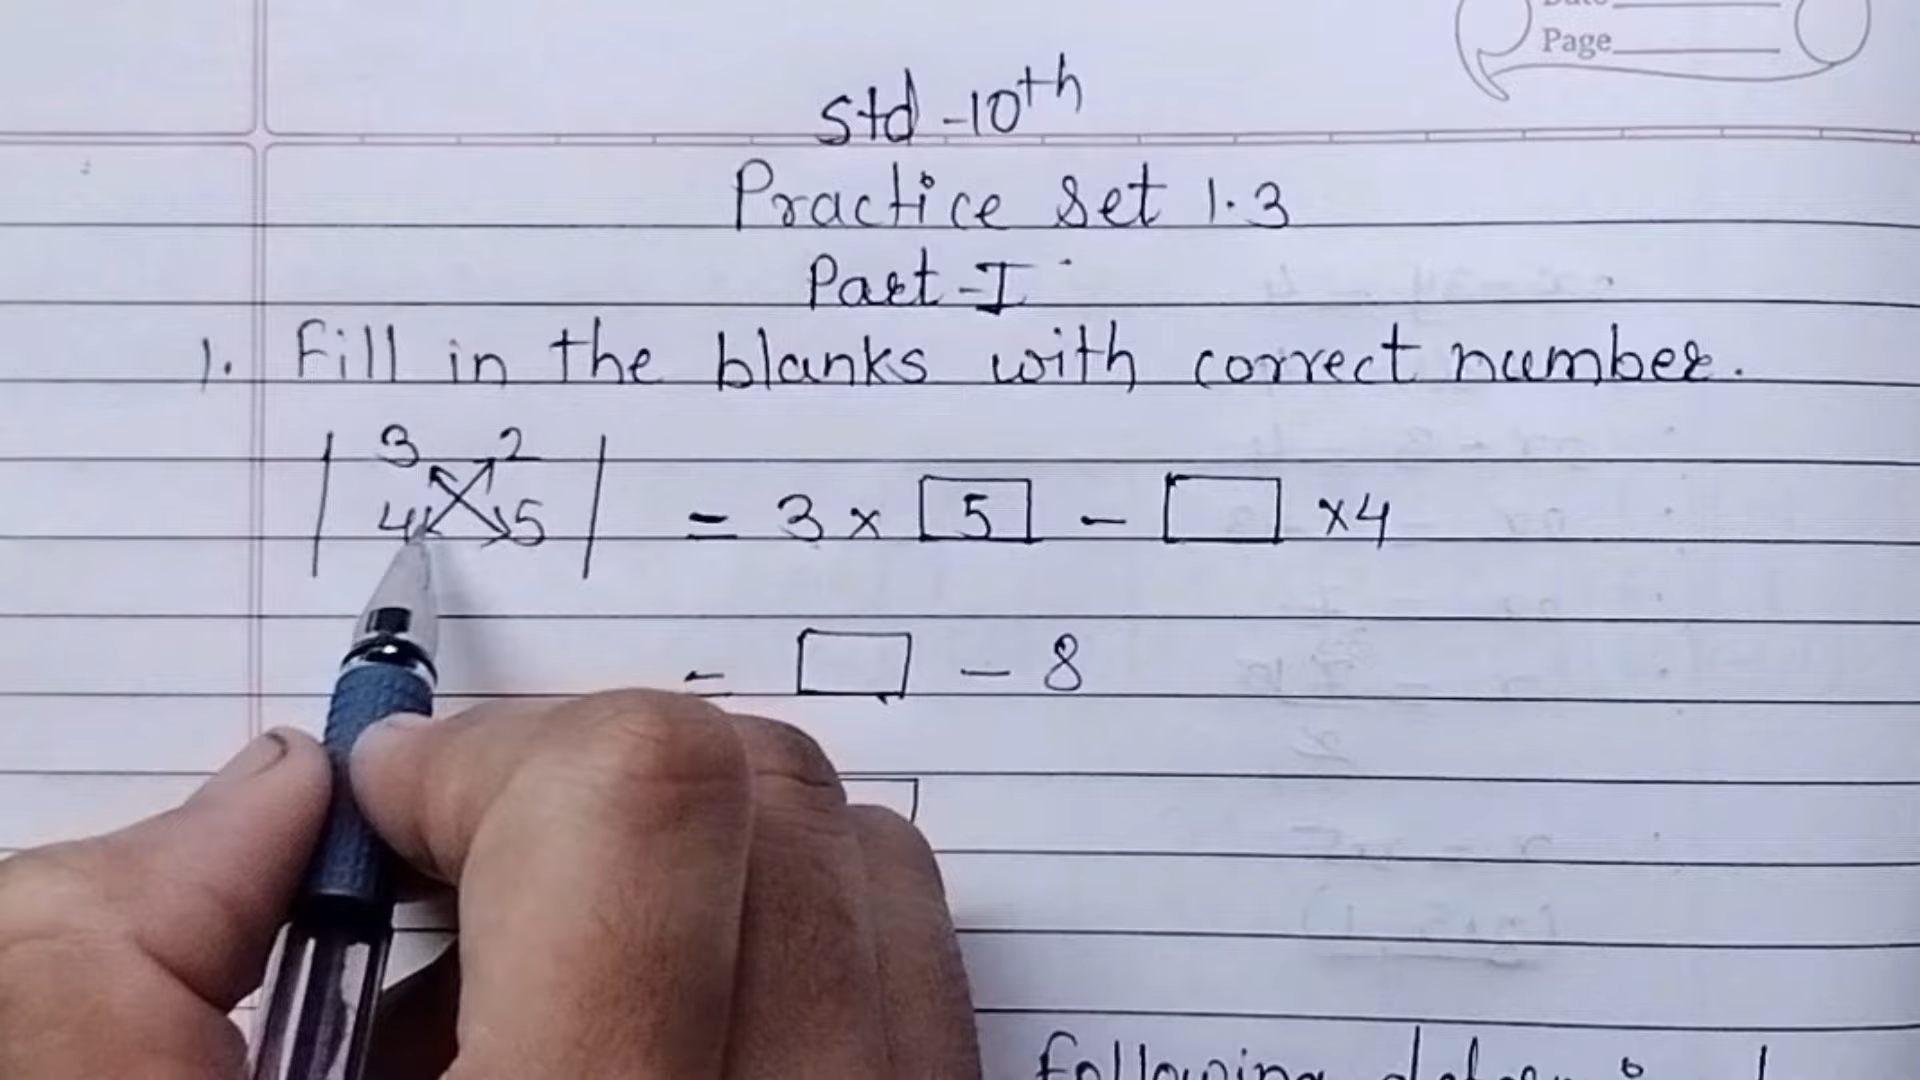 Page
Std - 10th
Practice Set 1.3
Part - I
1. Fill in the blanks with correct number.
| 3 2
4 5 | = 3 × 5 - □ × 4
= □ - 8
Following